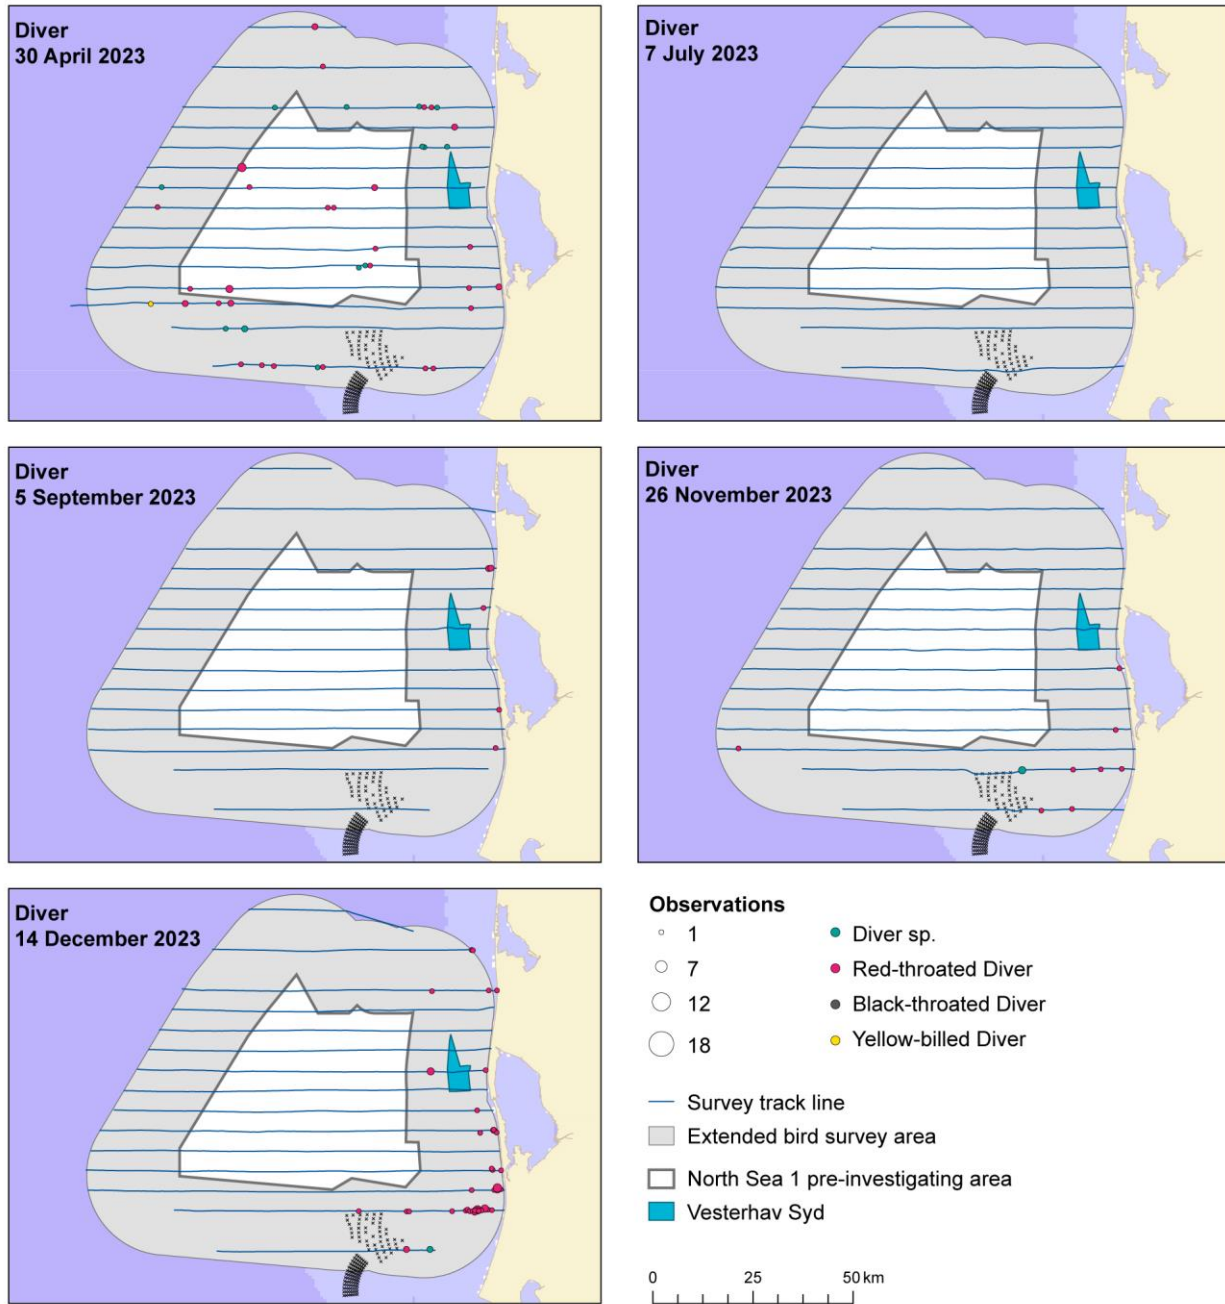 Diver
30 April 2023
Diver
7 July 2023
Diver
5 September 2023
Diver
26 November 2023
Diver
14 December 2023
Observations
1
7
12
18
Diver sp.
Red-throated Diver
Black-throated Diver
Yellow-billed Diver
Survey track line
Extended bird survey area
North Sea 1 pre-investigating area
Vesterhav Syd
0 25 50 km